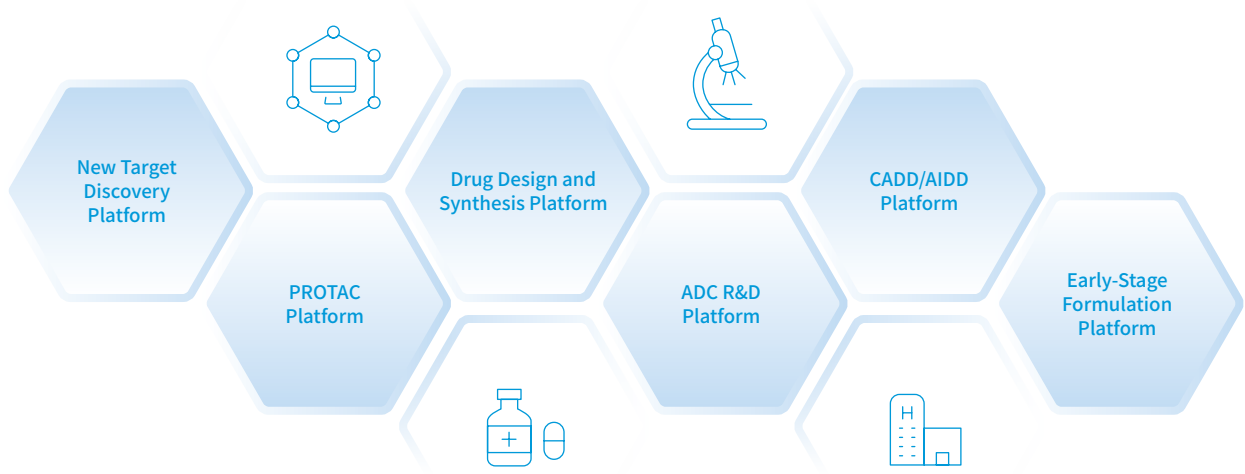 New Target
Discovery
Platform
PROTAC
Platform
Drug Design and
Synthesis Platform
ADC R&D
Platform
CADD/AIDD
Platform
Early-Stage
Formulation
Platform
H